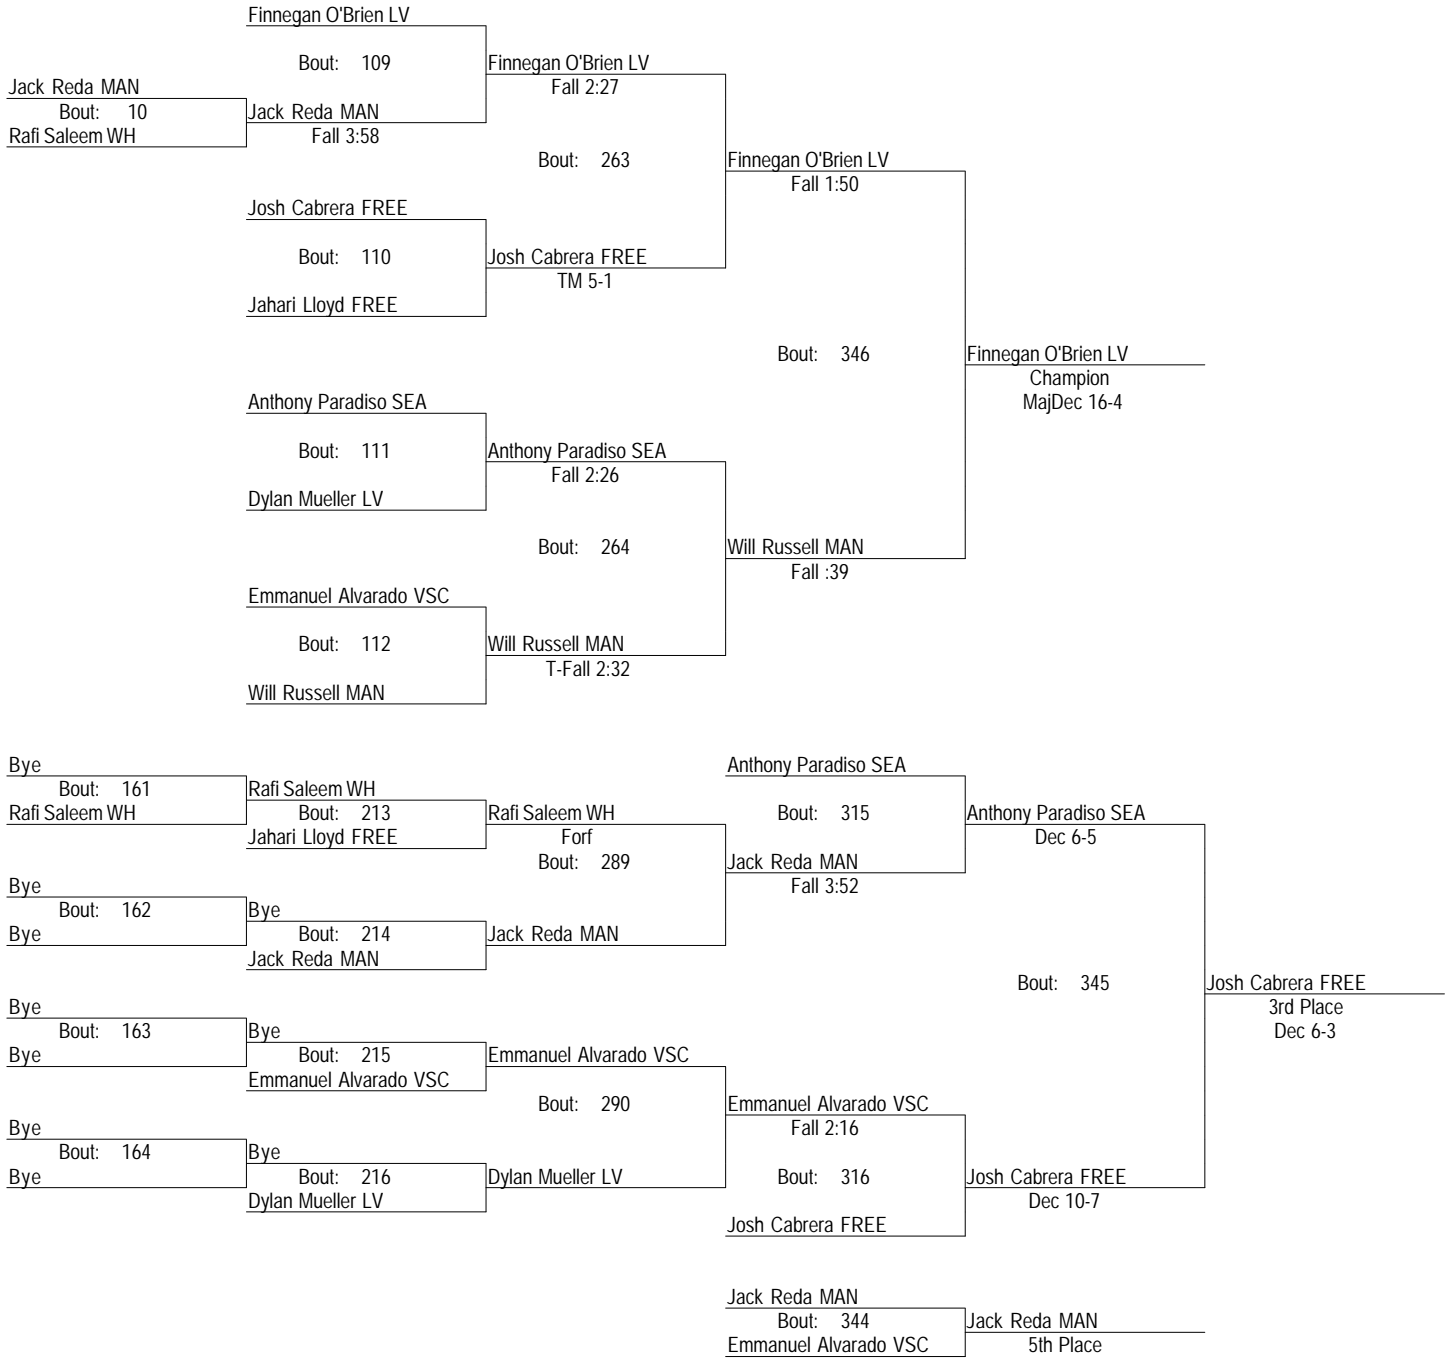 Finnegan O'Brien LV
Bout: 109
Finnegan O'Brien LV
Fall 2:27
Jack Reda MAN
Bout: 10
Rafi Saleem WH
Jack Reda MAN
Fall 3:58
Bout: 263
Finnegan O'Brien LV
Fall 1:50
Josh Cabrera FREE
Bout: 110
Josh Cabrera FREE
TM 5-1
Jahari Lloyd FREE
Bout: 346
Finnegan O'Brien LV
Champion
MajDec 16-4
Anthony Paradiso SEA
Bout: 111
Anthony Paradiso SEA
Fall 2:26
Dylan Mueller LV
Bout: 264
Will Russell MAN
Fall :39
Emmanuel Alvarado VSC
Bout: 112
Will Russell MAN
T-Fall 2:32
Will Russell MAN
Bye
Bout: 161
Rafi Saleem WH
Rafi Saleem WH
Bout: 213
Jahari Lloyd FREE
Rafi Saleem WH
Forf
Bout: 289
Anthony Paradiso SEA
Bout: 315
Jack Reda MAN
Fall 3:52
Anthony Paradiso SEA
Dec 6-5
Bye
Bout: 162
Bye
Bye
Bout: 214
Jack Reda MAN
Jack Reda MAN
Bout: 345
Josh Cabrera FREE
3rd Place
Dec 6-3
Bye
Bout: 163
Bye
Bye
Bout: 215
Emmanuel Alvarado VSC
Emmanuel Alvarado VSC
Bout: 290
Emmanuel Alvarado VSC
Fall 2:16
Bye
Bout: 164
Bye
Bye
Bout: 216
Dylan Mueller LV
Dylan Mueller LV
Bout: 316
Josh Cabrera FREE
Josh Cabrera FREE
Dec 10-7
Jack Reda MAN
Bout: 344
Emmanuel Alvarado VSC
Jack Reda MAN
5th Place